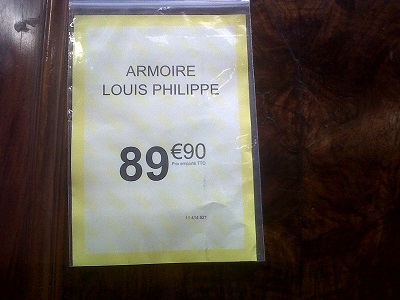 ARMOIRE
LOUIS PHILIPPE
89€90
Prix emporté TTC